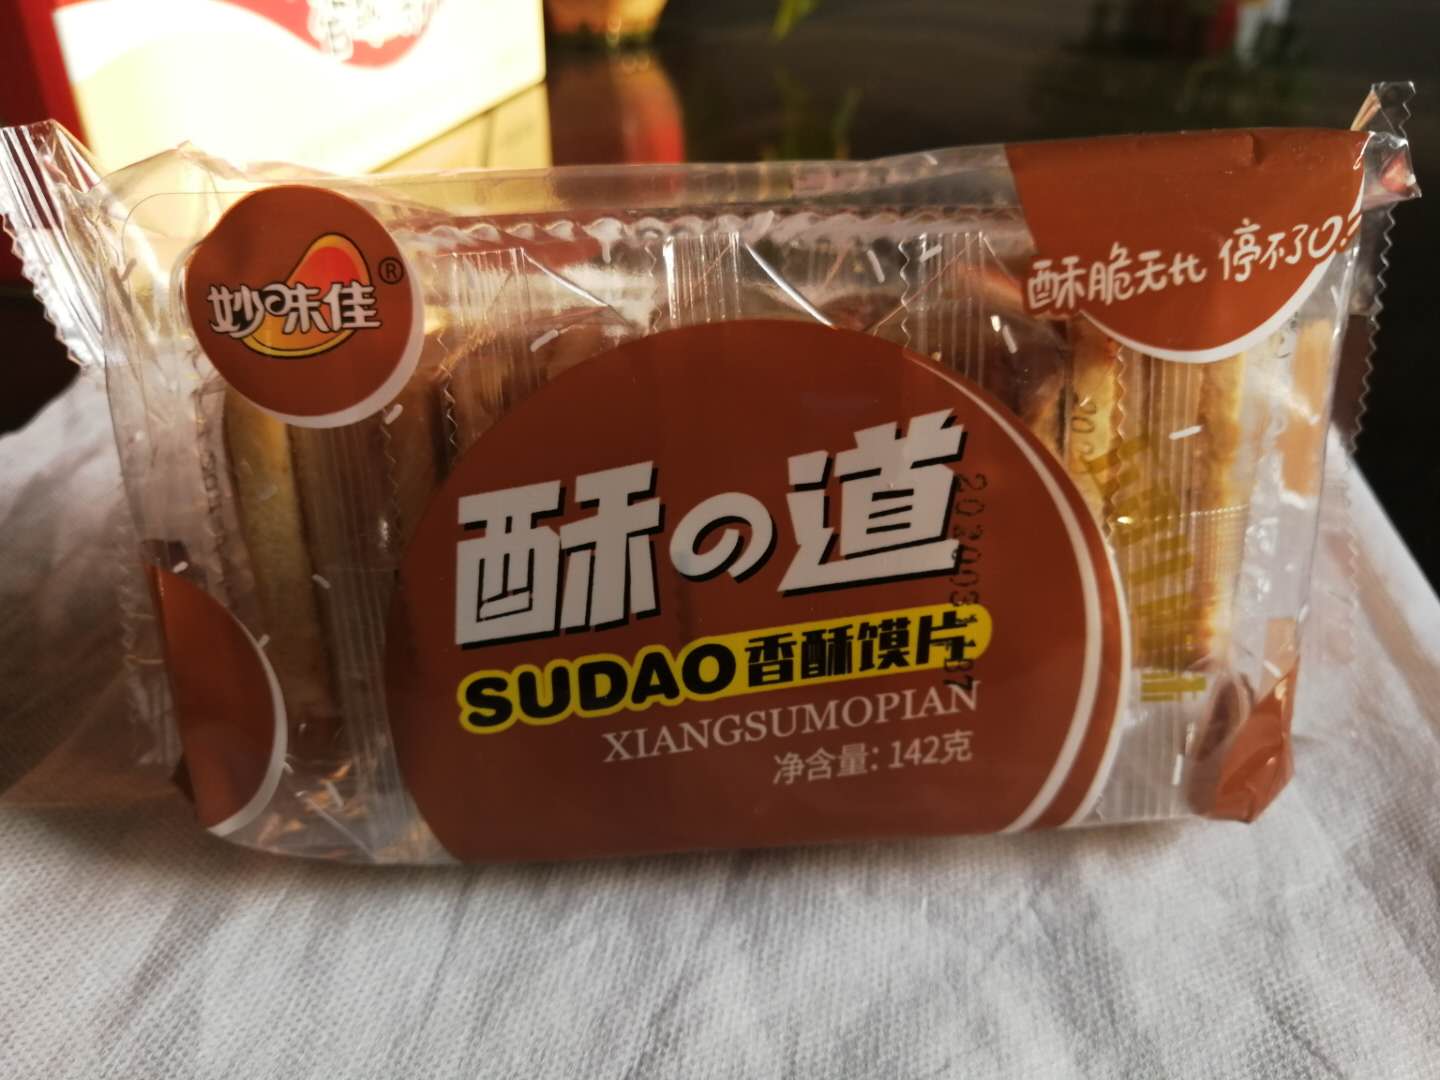 妙味佳®
酥脆无比 停不了口
酥の道
SUDAO香酥馍片
XIANGSUMOPIAN
净含量: 142克